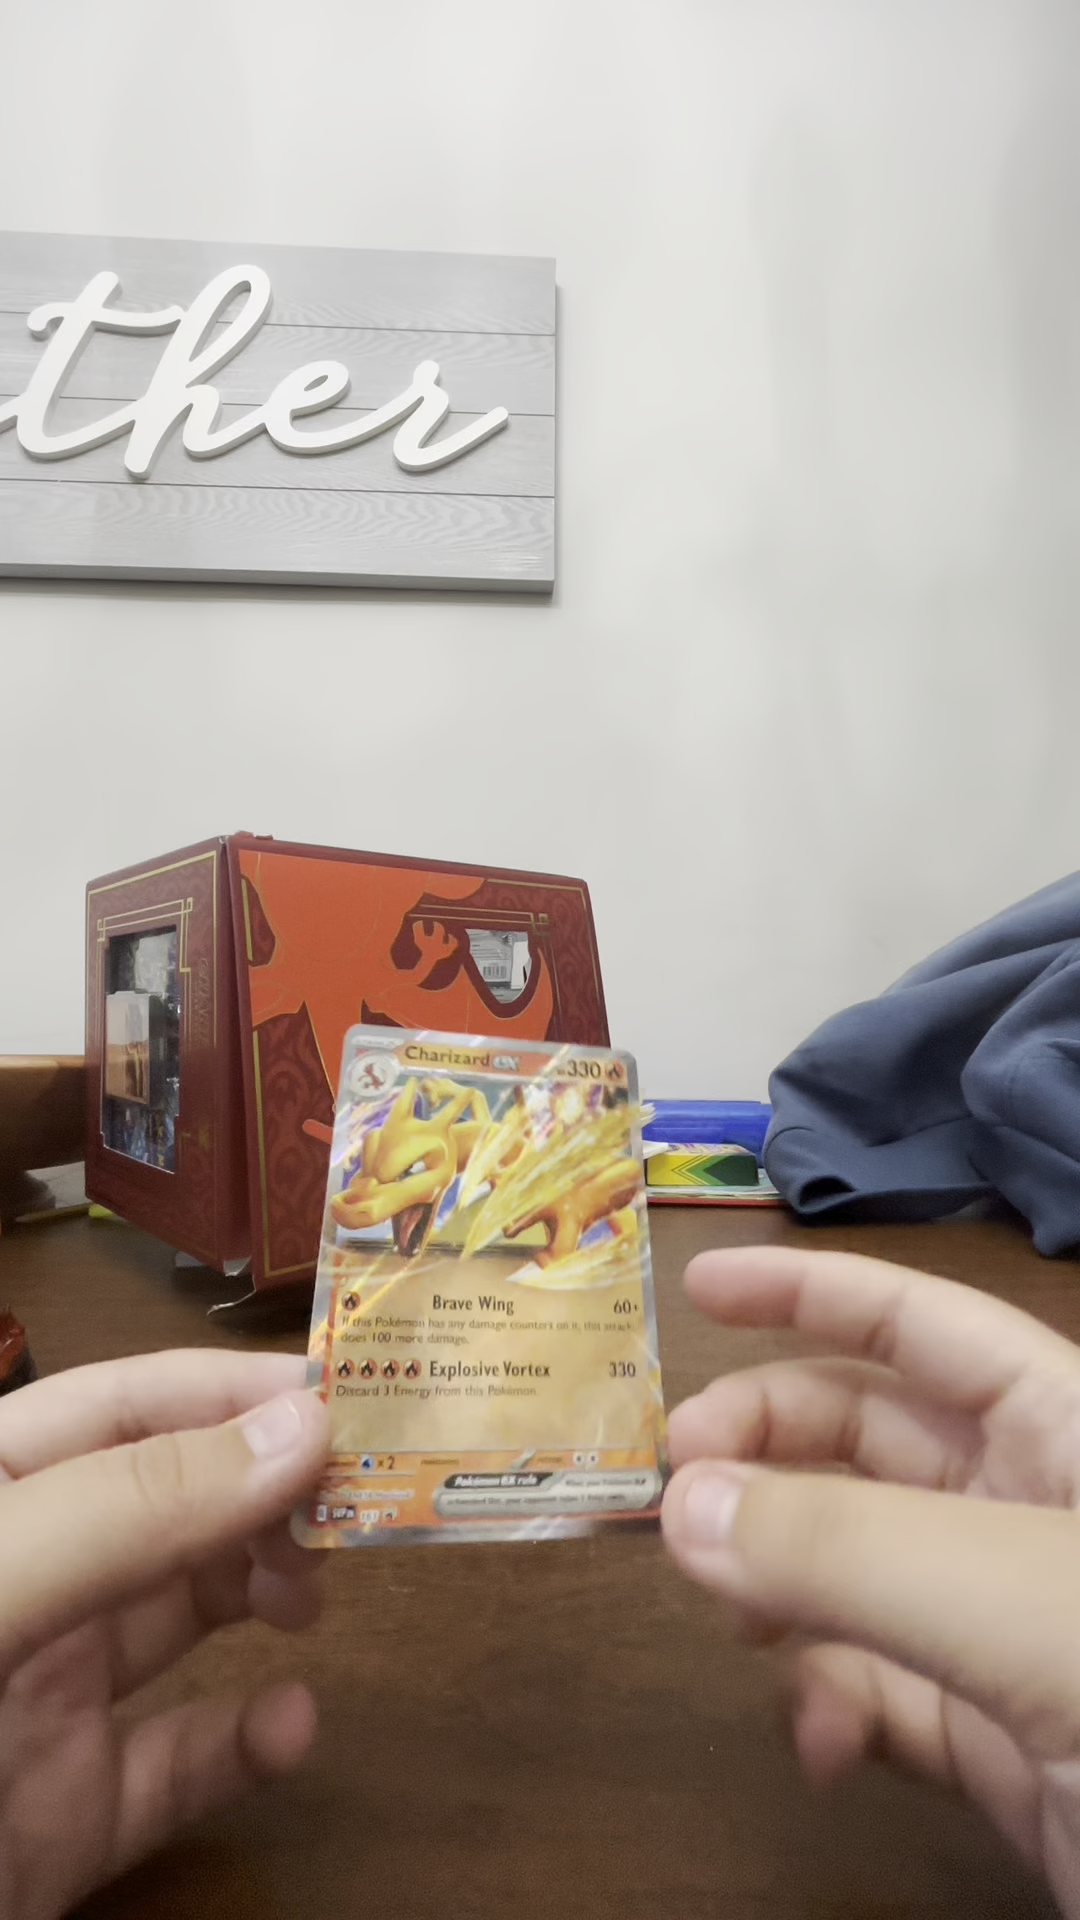 ther
Charizard ex
330
Brave Wing 60+
If this Pokémon has any damage counters on it, this attack
does 100 more damage.
Explosive Vortex 330
Discard 3 Energy from this Pokémon.
×2
Pokémon ex rule